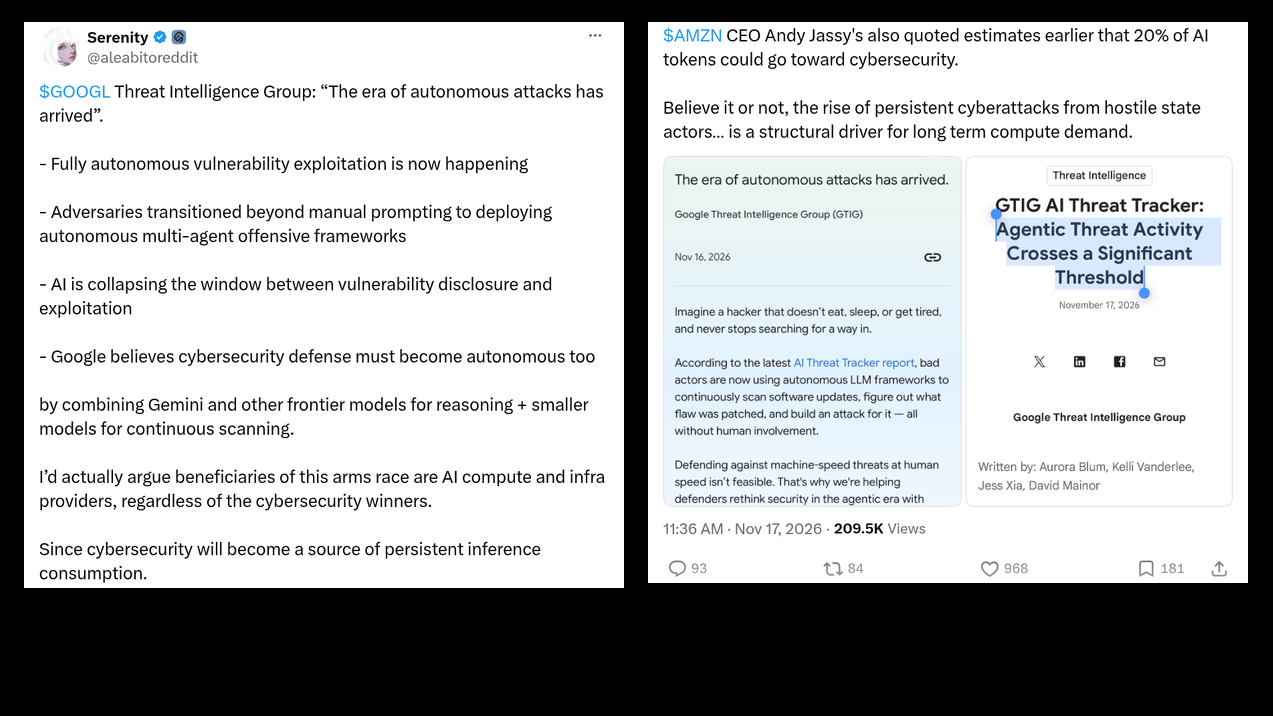 Serenity
@aleabitoreddit
$GOOGL Threat Intelligence Group: “The era of autonomous attacks has
arrived”.
- Fully autonomous vulnerability exploitation is now happening
- Adversaries transitioned beyond manual prompting to deploying
autonomous multi-agent offensive frameworks
- AI is collapsing the window between vulnerability disclosure and
exploitation
- Google believes cybersecurity defense must become autonomous too
by combining Gemini and other frontier models for reasoning + smaller
models for continuous scanning.
I’d actually argue beneficiaries of this arms race are AI compute and infra
providers, regardless of the cybersecurity winners.
Since cybersecurity will become a source of persistent inference
consumption.
$AMZN CEO Andy Jassy's also quoted estimates earlier that 20% of AI
tokens could go toward cybersecurity.
Believe it or not, the rise of persistent cyberattacks from hostile state
actors... is a structural driver for long term compute demand.
The era of autonomous attacks has arrived.
Google Threat Intelligence Group (GTIG)
Nov 16, 2026
Imagine a hacker that doesn’t eat, sleep, or get tired,
and never stops searching for a way in.
According to the latest AI Threat Tracker report, bad
actors are now using autonomous LLM frameworks to
continuously scan software updates, figure out what
flaw was patched, and build an attack for it — all
without human involvement.
Defending against machine-speed threats at human
speed isn’t feasible. That's why we're helping
defenders rethink security in the agentic era with
Threat Intelligence
GTIG AI Threat Tracker:
Agentic Threat Activity
Crosses a Significant
Threshold
November 17, 2026
Google Threat Intelligence Group
Written by: Aurora Blum, Kelli Vanderlee,
Jess Xia, David Mainor
11:36 AM · Nov 17, 2026 · 209.5K Views
93
84
968
181